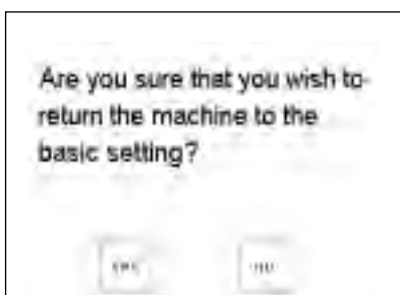 Are you sure that you wish to
return the machine to the
basic setting?